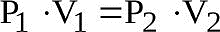 P₁ ·V₁ =P₂ ·V₂